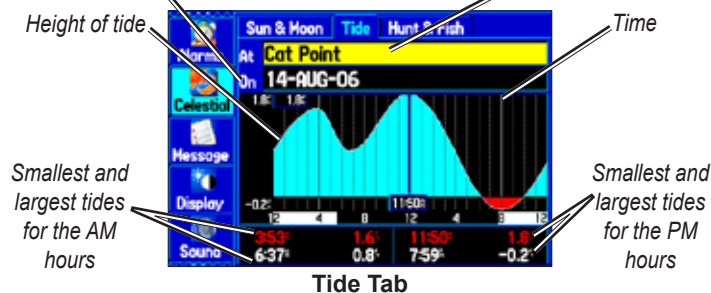 Height of tide
Time
Smallest and
largest tides
for the AM
hours
Smallest and
largest tides
for the PM
hours
Sun & Moon Tide Hunt & Fish
Celestial
Message
Display
Sound
At Cat Point
On 14-AUG-06
1.8 1.8
-0.2
11:50
12 4 8 12 4 8 12
3:53 1.6 11:50 1.8
6:37 0.8 7:59 -0.2
Tide Tab